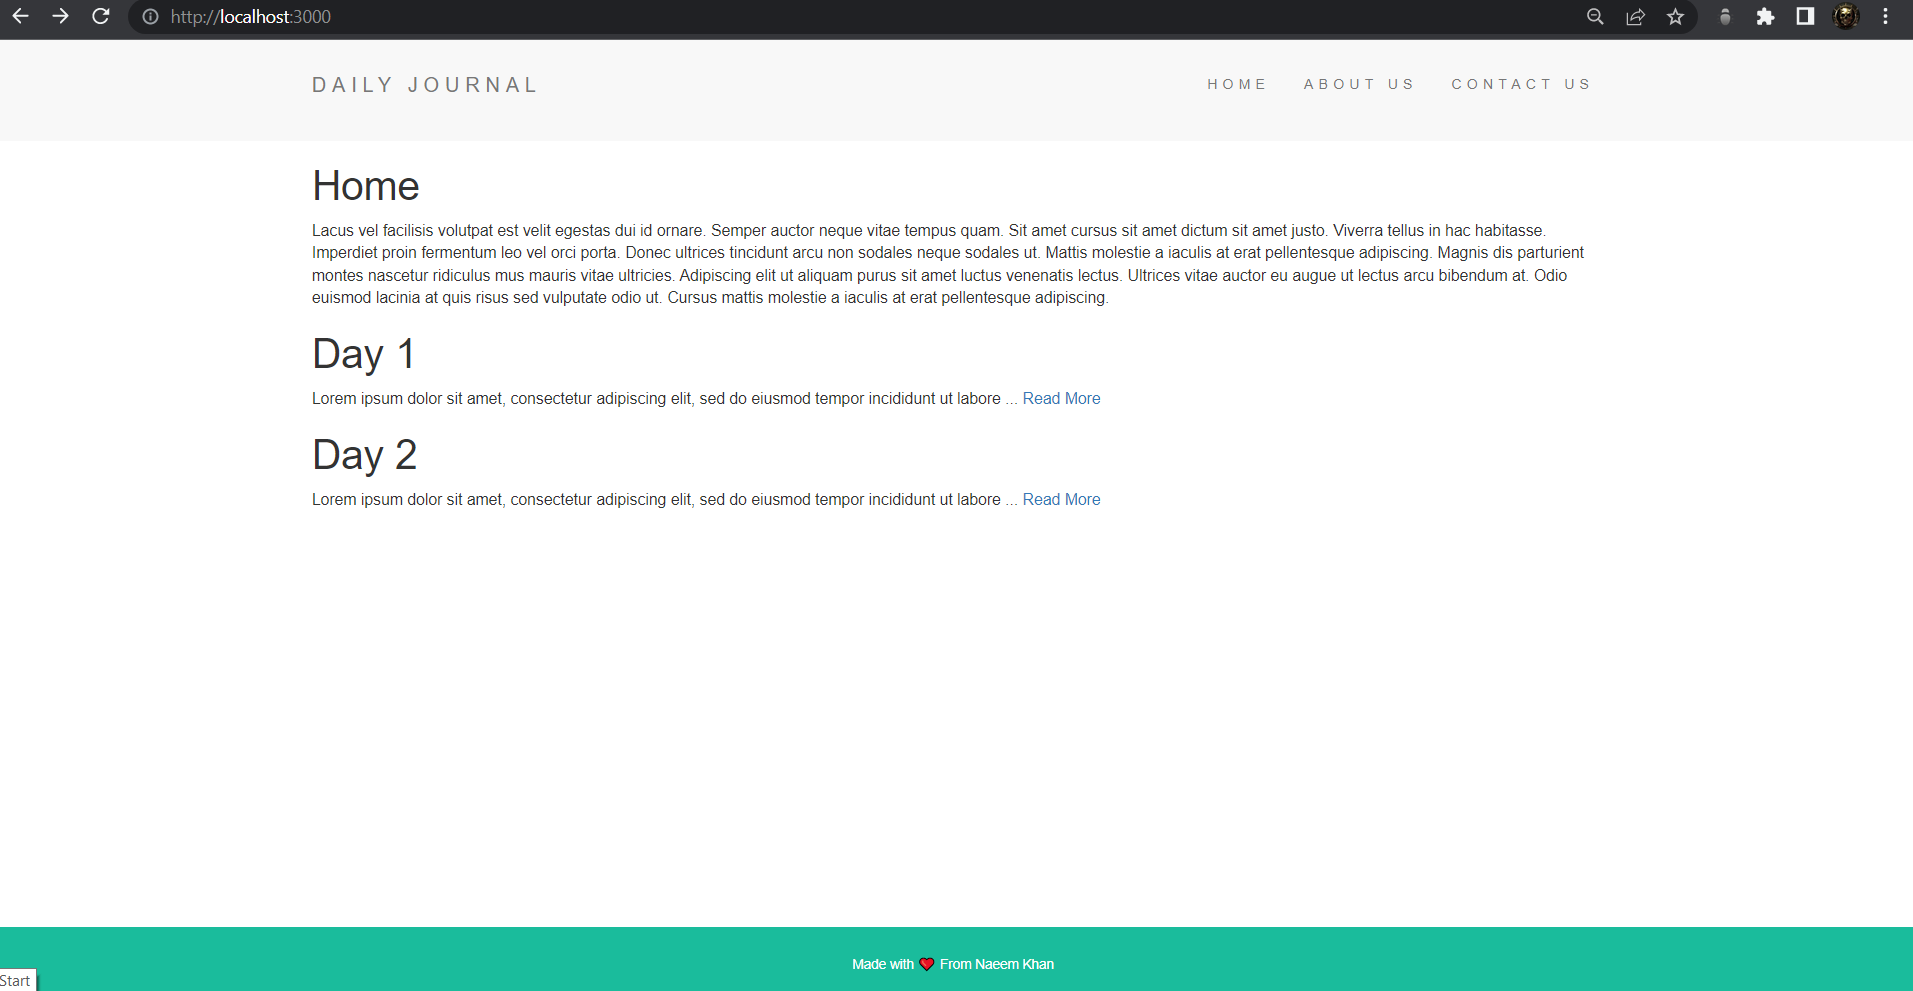 http://localhost:3000
DAILY JOURNAL
HOME ABOUT US CONTACT US
Home
Lacus vel facilisis volutpat est velit egestas dui id ornare. Semper auctor neque vitae tempus quam. Sit amet cursus sit amet dictum sit amet justo. Viverra tellus in hac habitasse.
Imperdiet proin fermentum leo vel orci porta. Donec ultrices tincidunt arcu non sodales neque sodales ut. Mattis molestie a iaculis at erat pellentesque adipiscing. Magnis dis parturient
montes nascetur ridiculus mus mauris vitae ultricies. Adipiscing elit ut aliquam purus sit amet luctus venenatis lectus. Ultrices vitae auctor eu augue ut lectus arcu bibendum at. Odio
euismod lacinia at quis risus sed vulputate odio ut. Cursus mattis molestie a iaculis at erat pellentesque adipiscing.
Day 1
Lorem ipsum dolor sit amet, consectetur adipiscing elit, sed do eiusmod tempor incididunt ut labore ... Read More
Day 2
Lorem ipsum dolor sit amet, consectetur adipiscing elit, sed do eiusmod tempor incididunt ut labore ... Read More
Made with ❤ From Naeem Khan
Start